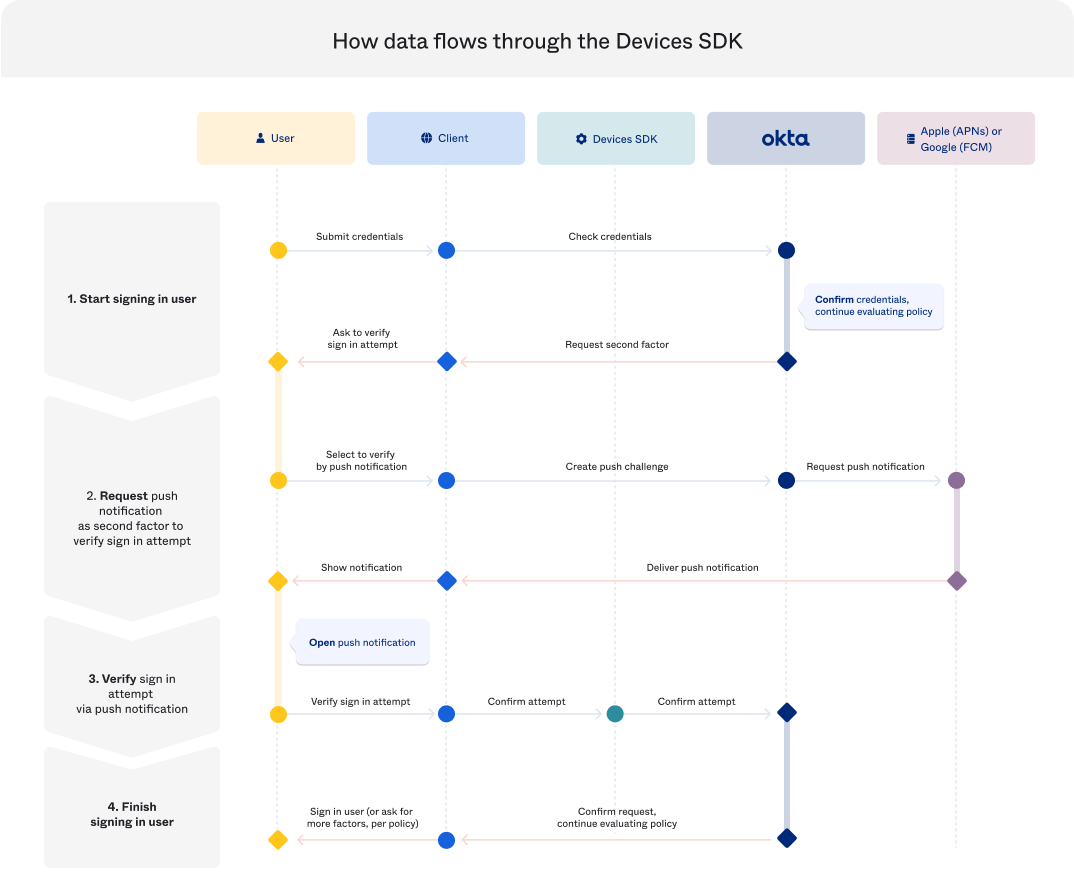 How data flows through the Devices SDK
User
Client
Devices SDK
okta
Apple (APNs) or
Google (FCM)
1. Start signing in user
Submit credentials
Check credentials
Confirm credentials,
continue evaluating policy
Ask to verify
sign in attempt
Request second factor
2. Request push
notification
as second factor to
verify sign in attempt
Select to verify
by push notification
Create push challenge
Request push notification
Show notification
Deliver push notification
Open push notification
3. Verify sign in
attempt
via push notification
Verify sign in attempt
Confirm attempt
Confirm attempt
4. Finish
signing in user
Sign in user (or ask for
more factors, per policy)
Confirm request,
continue evaluating policy